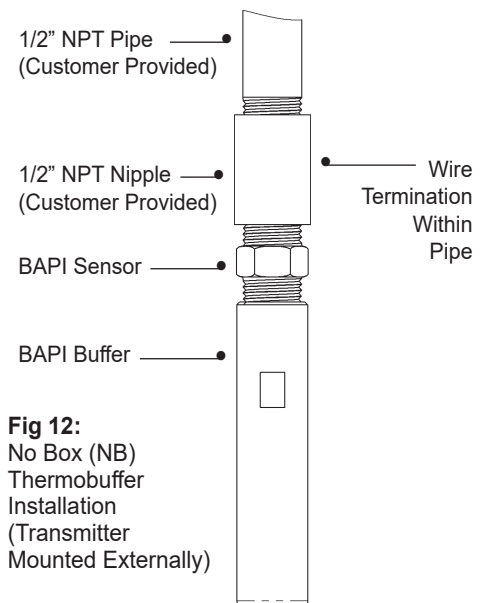 1/2” NPT Pipe
(Customer Provided)
1/2” NPT Nipple
(Customer Provided)
Wire
Termination
Within
Pipe
BAPI Sensor
BAPI Buffer
Fig 12:
No Box (NB)
Thermobuffer
Installation
(Transmitter
Mounted Externally)